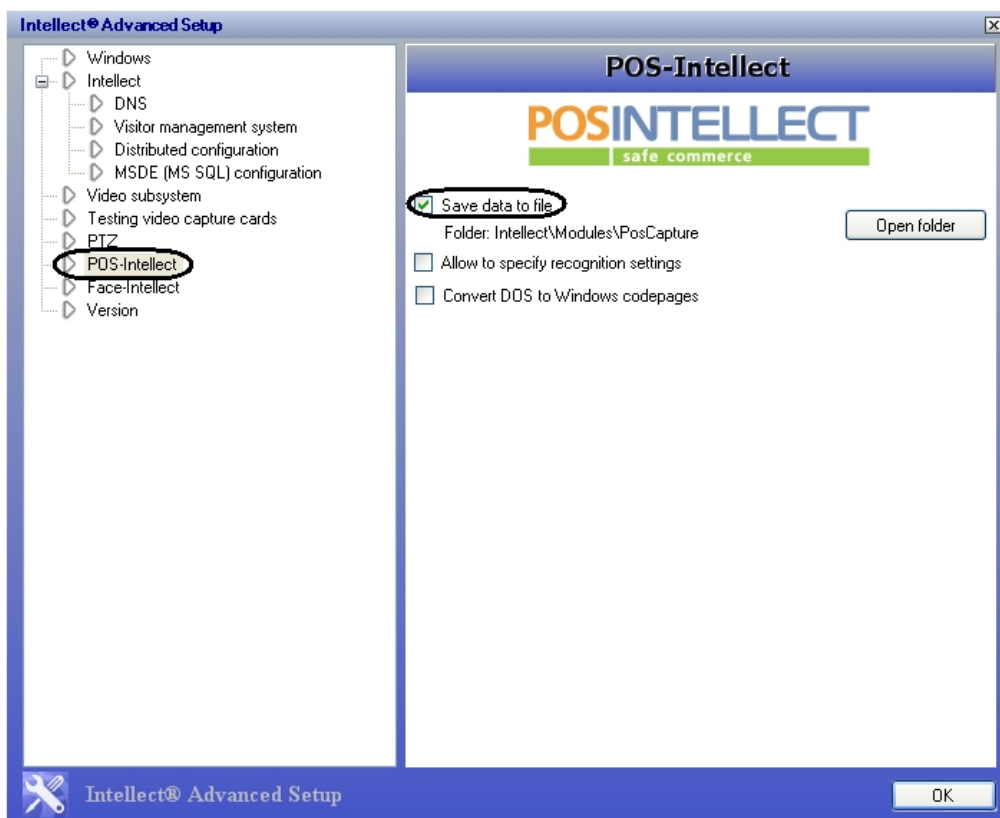 Intellect® Advanced Setup
Windows
Intellect
DNS
Visitor management system
Distributed configuration
MSDE (MS SQL) configuration
Video subsystem
Testing video capture cards
PTZ
POS-Intellect
Face-Intellect
Version
POS-Intellect
POSINTELLECT
safe commerce
Save data to file
Folder: Intellect\Modules\PosCapture
Open folder
Allow to specify recognition settings
Convert DOS to Windows codepages
Intellect® Advanced Setup
OK